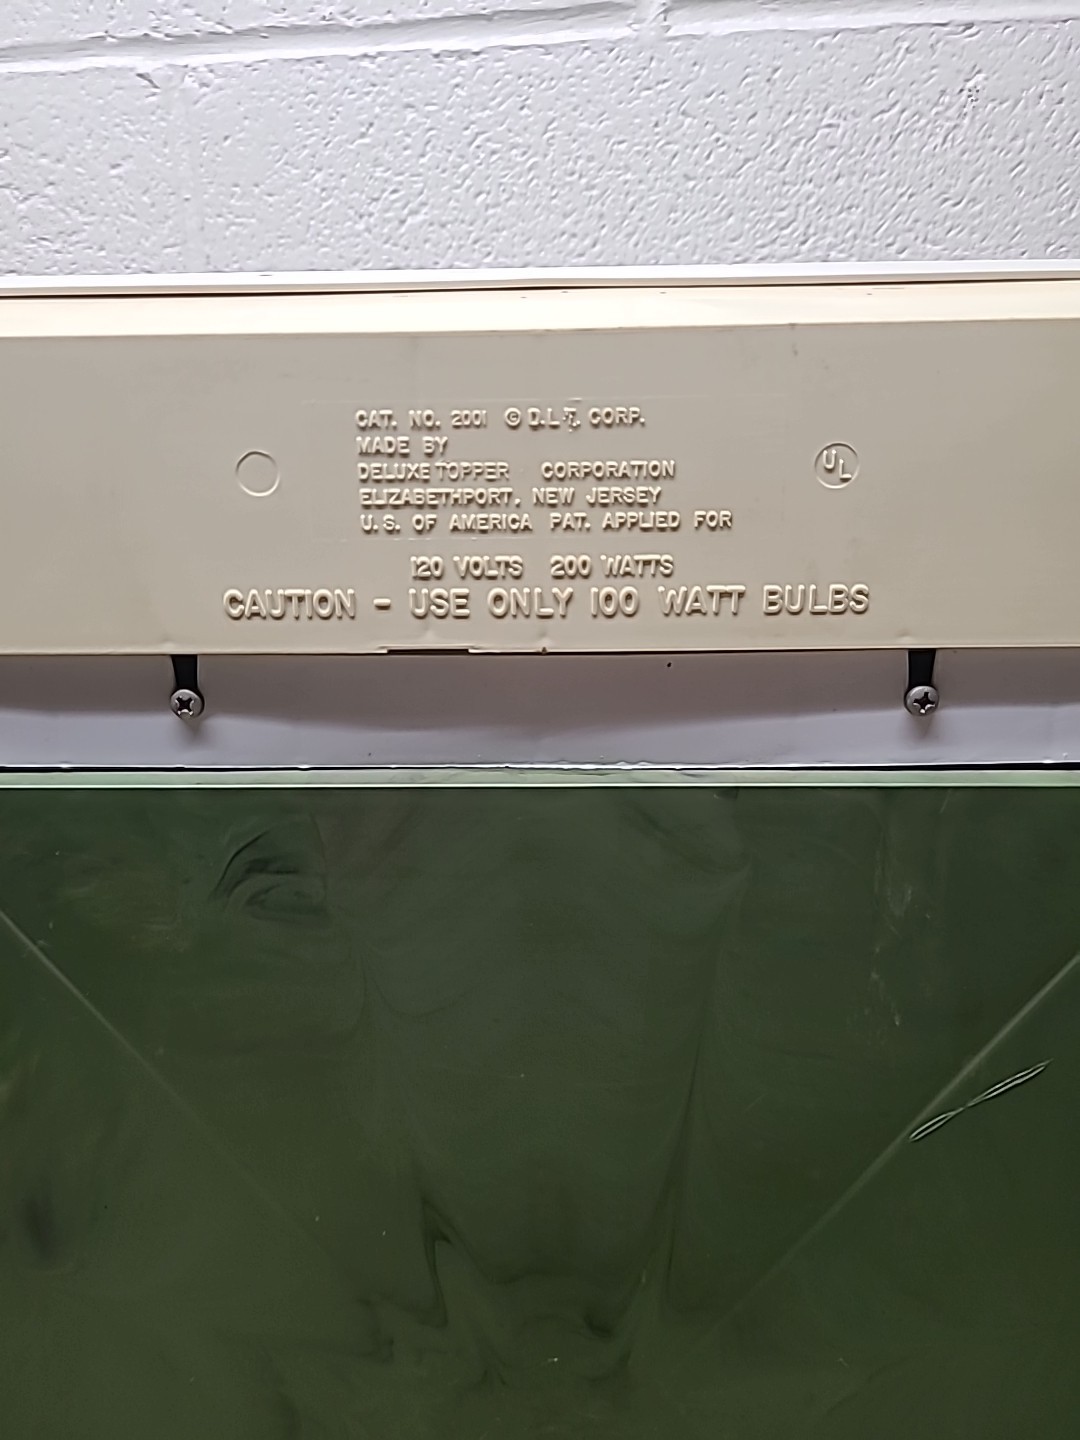 CAT. NO. 2001 © D.L.T. CORP.
MADE BY
DELUXE TOPPER CORPORATION
ELIZABETHPORT, NEW JERSEY
U.S. OF AMERICA PAT. APPLIED FOR
UL
120 VOLTS 200 WATTS
CAUTION - USE ONLY 100 WATT BULBS